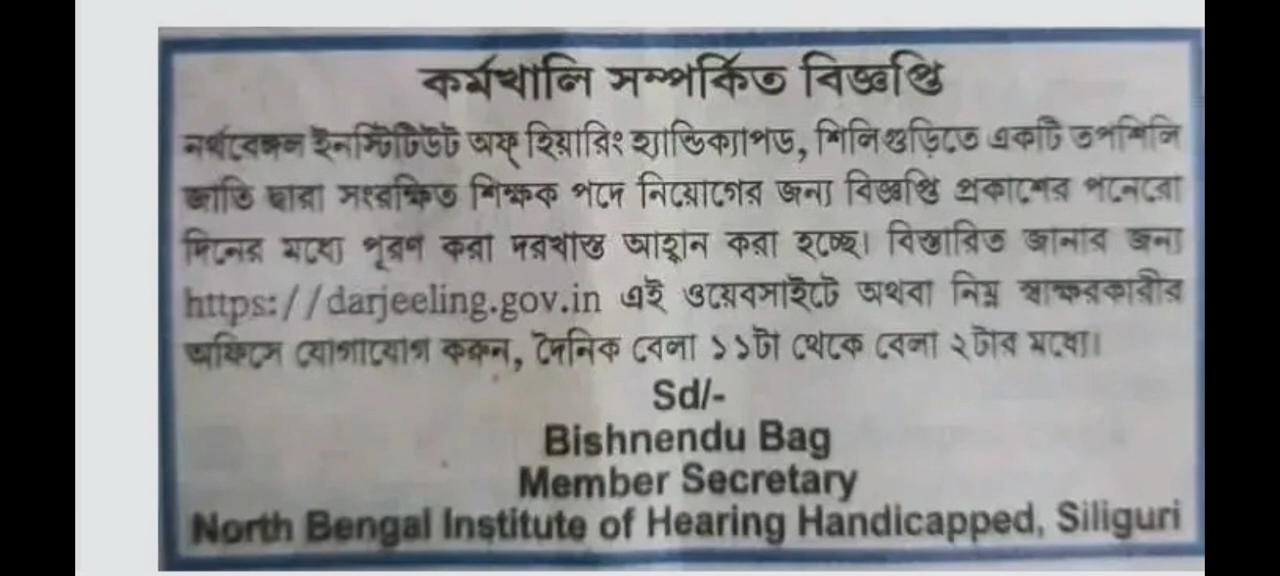 কর্মখালি সম্পর্কিত বিজ্ঞপ্তি
নর্থবেঙ্গল ইনস্টিটিউট অফ্ হিয়ারিং হ্যান্ডিক্যাপড, শিলিগুড়িতে একটি তপশিলি
জাতি দ্বারা সংরক্ষিত শিক্ষক পদে নিয়োগের জন্য বিজ্ঞপ্তি প্রকাশের পনেরো
দিনের মধ্যে পূরণ করা দরখাস্ত আহ্বান করা হচ্ছে। বিস্তারিত জানার জন্য
https://darjeeling.gov.in এই ওয়েবসাইটে অথবা নিম্ন স্বাক্ষরকারীর
অফিসে যোগাযোগ করুন, দৈনিক বেলা ১১টা থেকে বেলা ২টার মধ্যে।
Sd/-
Bishnendu Bag
Member Secretary
North Bengal Institute of Hearing Handicapped, Siliguri